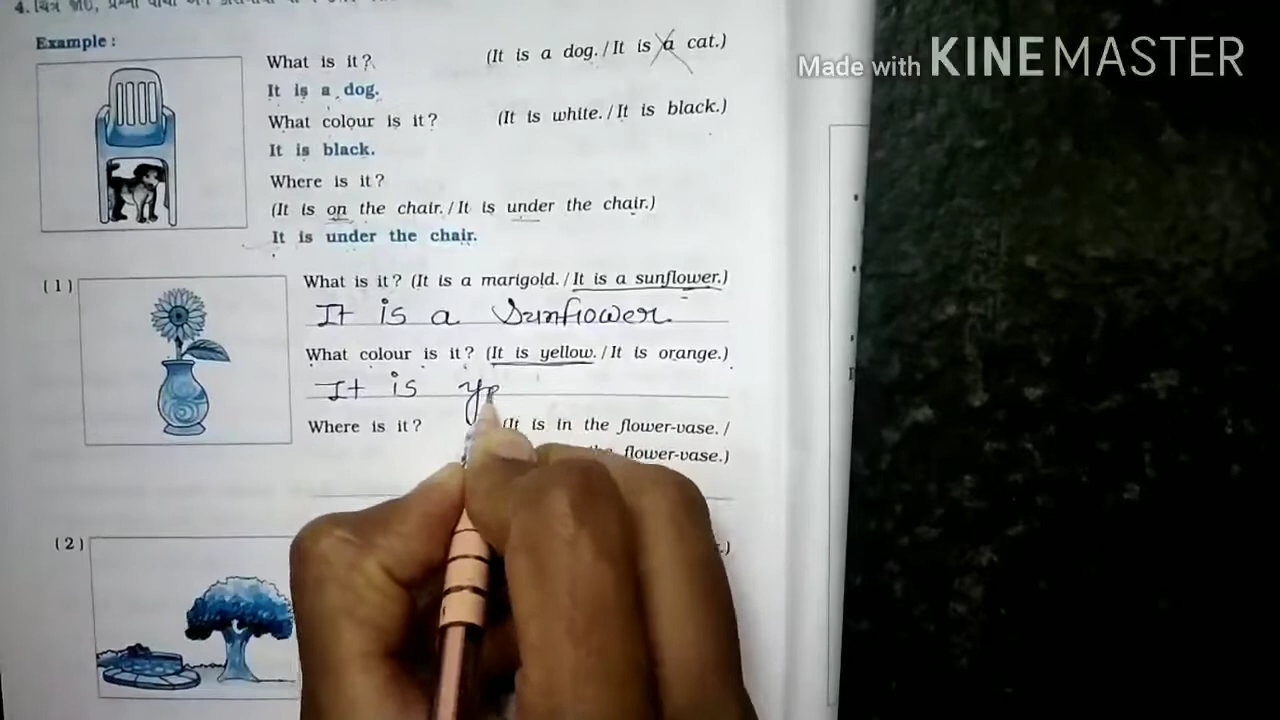 4. ચિત્ર જોઈ, પ્રશ્નો વાંચી અને
Example :
Made with KINEMASTER
What is it? (It is a dog. / It is a cat.)
It is a dog.
What colour is it? (It is white. / It is black.)
It is black.
Where is it?
(It is on the chair. / It is under the chair.)
It is under the chair.
(1) What is it? (It is a marigold. / It is a sunflower.)
It is a Sunflower.
What colour is it? (It is yellow. / It is orange.)
It is ye
Where is it? (It is in the flower-vase. /
the flower-vase.)
(2)